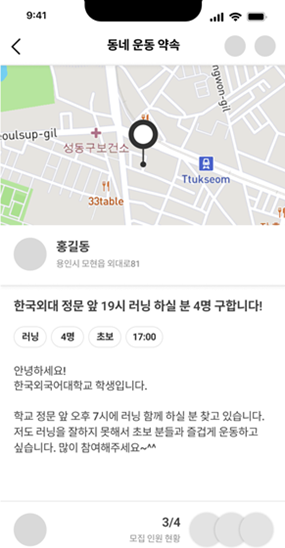 9:41
동네 운동 약속
ngwon-gil
eoulsup-gil
성동구보건소
Ttukseom
33table
홍길동
용인시 모현읍 외대로81
한국외대 정문 앞 19시 러닝 하실 분 4명 구합니다!
러닝 4명 초보 17:00
안녕하세요!
한국외국어대학교 학생입니다.
학교 정문 앞 오후 7시에 러닝 함께 하실 분 찾고 있습니다.
저도 러닝을 잘하지 못해서 초보 분들과 즐겁게 운동하고
싶습니다. 많이 참여해주세요~^^
3/4
모집 인원 현황